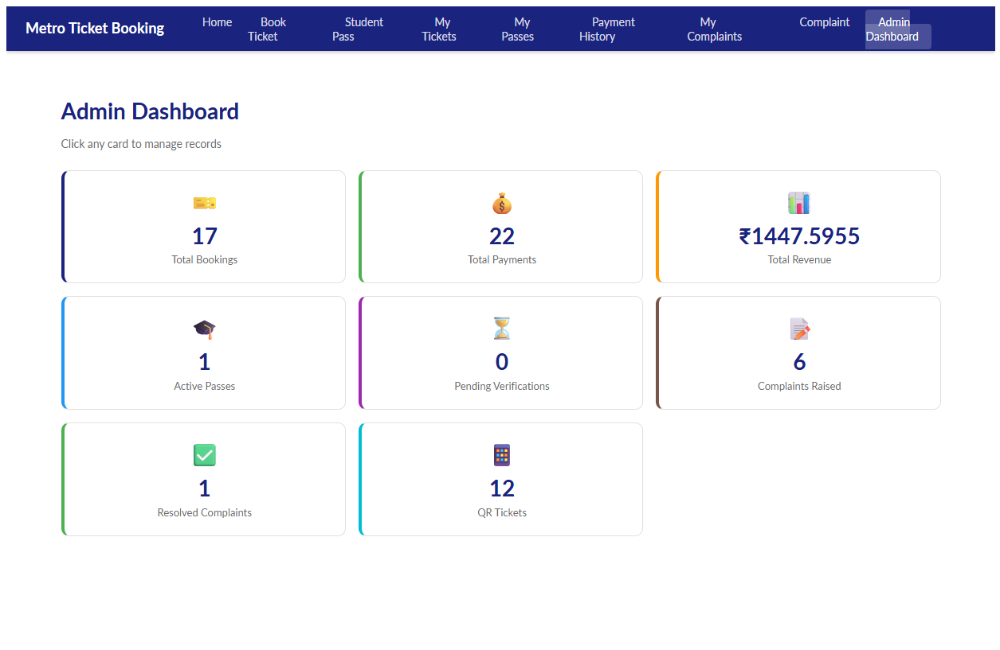 Metro Ticket Booking
Home
Book
Ticket
Student
Pass
My
Tickets
My
Passes
Payment
History
My
Complaints
Complaint
Admin
Dashboard
Admin Dashboard
Click any card to manage records
17
Total Bookings
22
Total Payments
₹1447.5955
Total Revenue
1
Active Passes
0
Pending Verifications
6
Complaints Raised
1
Resolved Complaints
12
QR Tickets